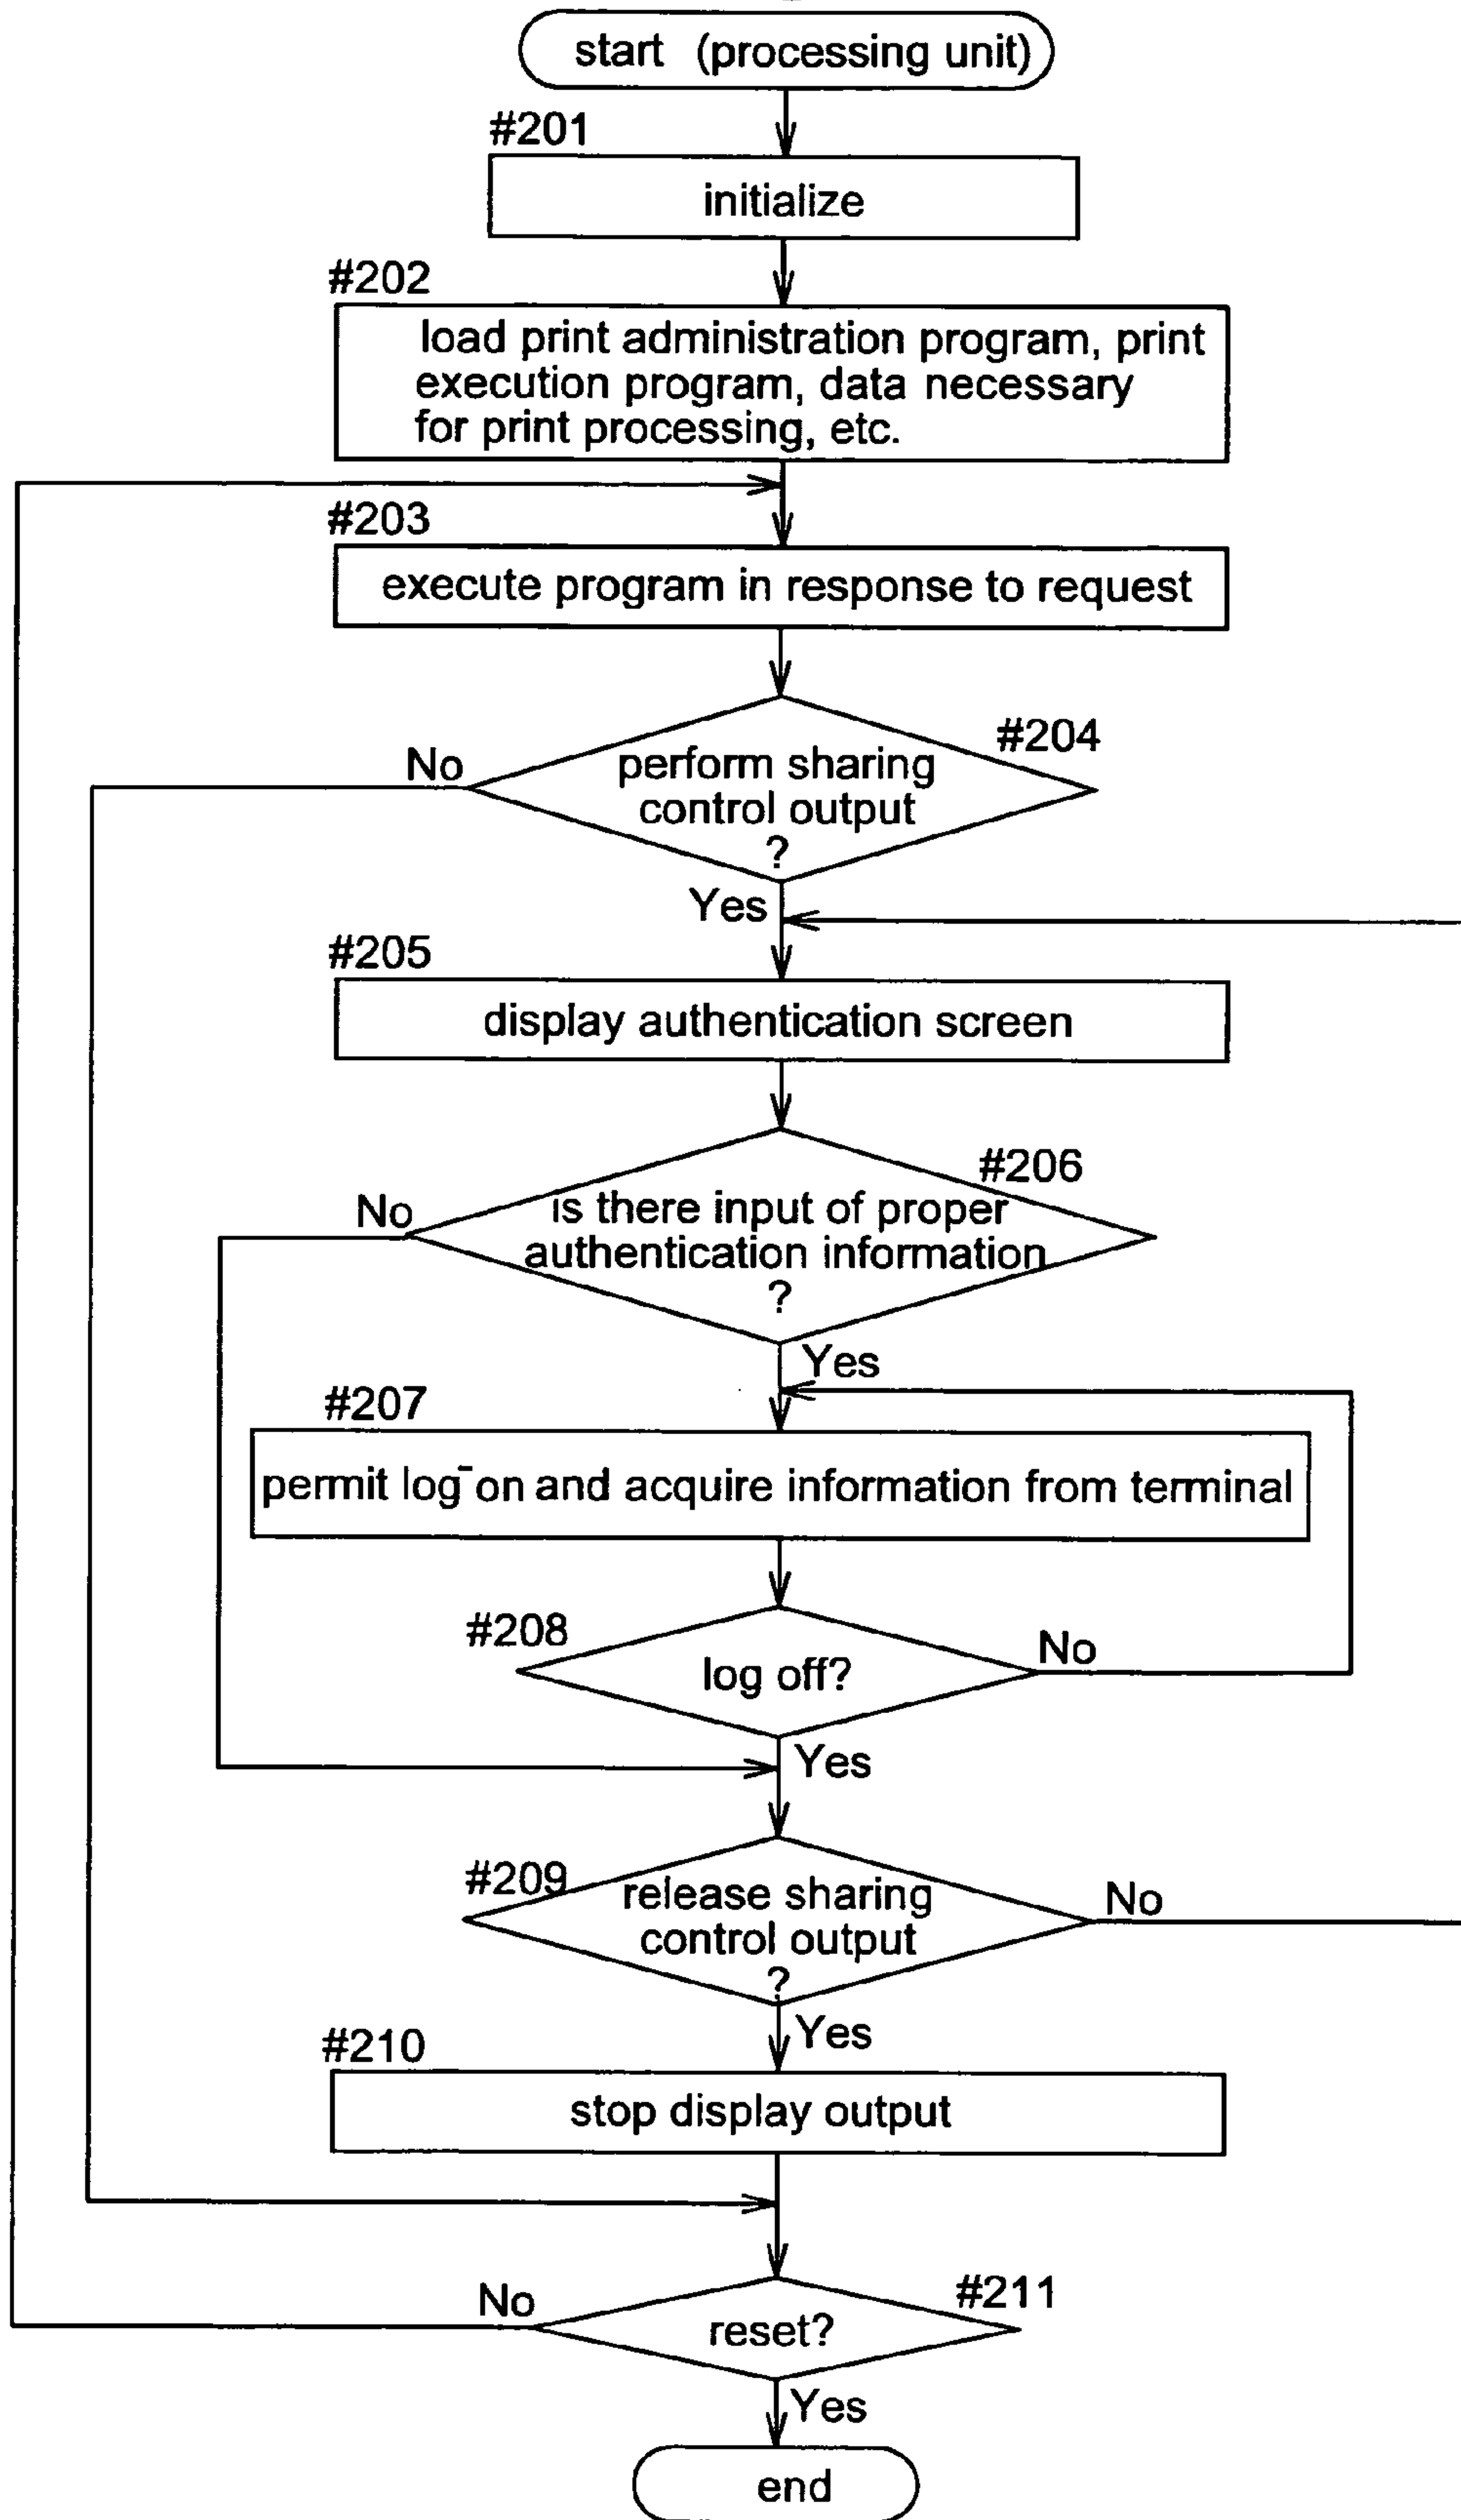 start (processing unit)
#201
initialize
#202
load print administration program, print
execution program, data necessary
for print processing, etc.
#203
execute program in response to request
#204
No
perform sharing
control output
?
Yes
#205
display authentication screen
#206
No
is there input of proper
authentication information
?
Yes
#207
permit log-on and acquire information from terminal
#208
log off?
No
Yes
#209
release sharing
control output
?
No
Yes
#210
stop display output
No
#211
reset?
Yes
end